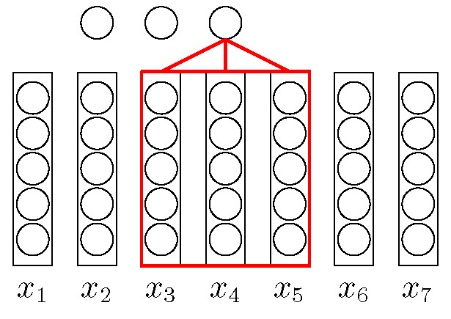 x₁ x₂ x₃ x₄ x₅ x₆ x₇